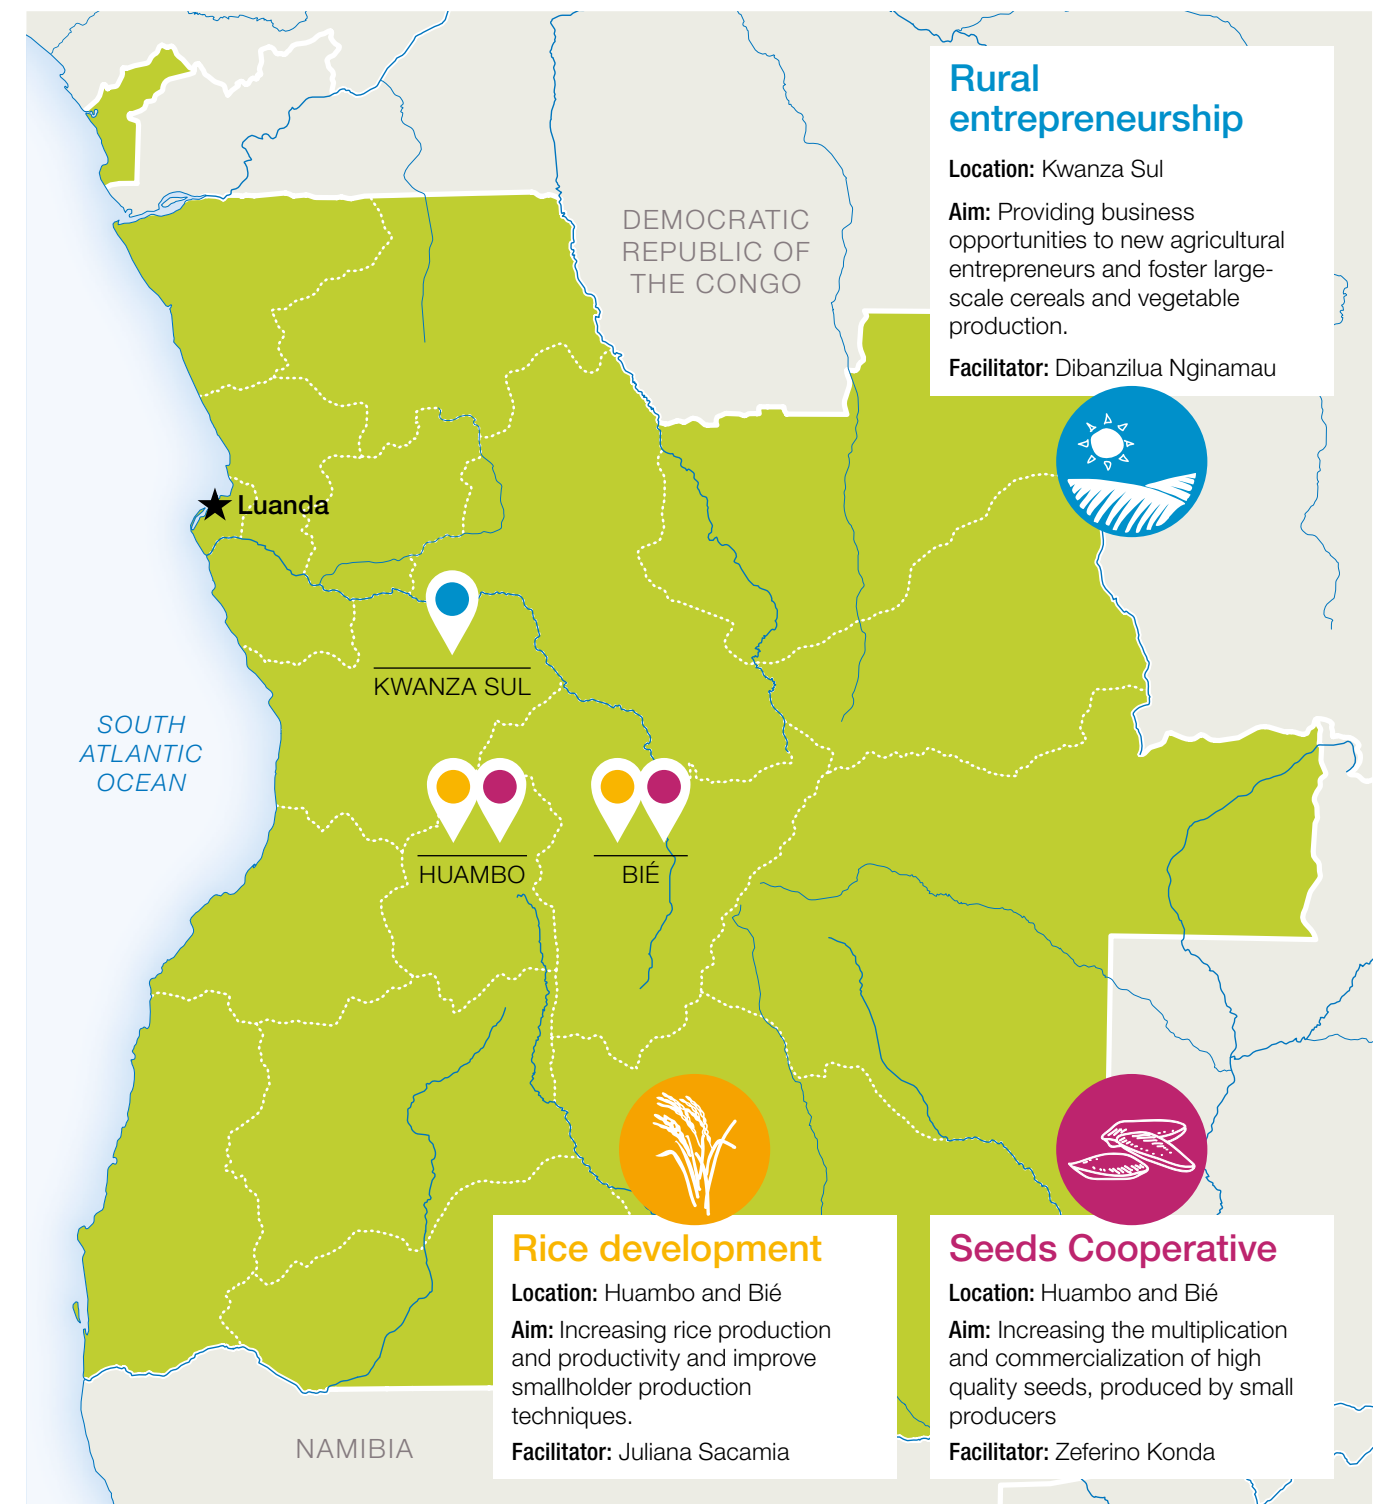 Rural
entrepreneurship
Location: Kwanza Sul
Aim: Providing business
opportunities to new agricultural
entrepreneurs and foster large-
scale cereals and vegetable
production.
Facilitator: Dibanzilua Nginamau
DEMOCRATIC
REPUBLIC OF
THE CONGO
Luanda
KWANZA SUL
SOUTH
ATLANTIC
OCEAN
HUAMBO
BIÉ
Rice development
Location: Huambo and Bié
Aim: Increasing rice production
and productivity and improve
smallholder production
techniques.
Facilitator: Juliana Sacamia
Seeds Cooperative
Location: Huambo and Bié
Aim: Increasing the multiplication
and commercialization of high
quality seeds, produced by small
producers
Facilitator: Zeferino Konda
NAMIBIA